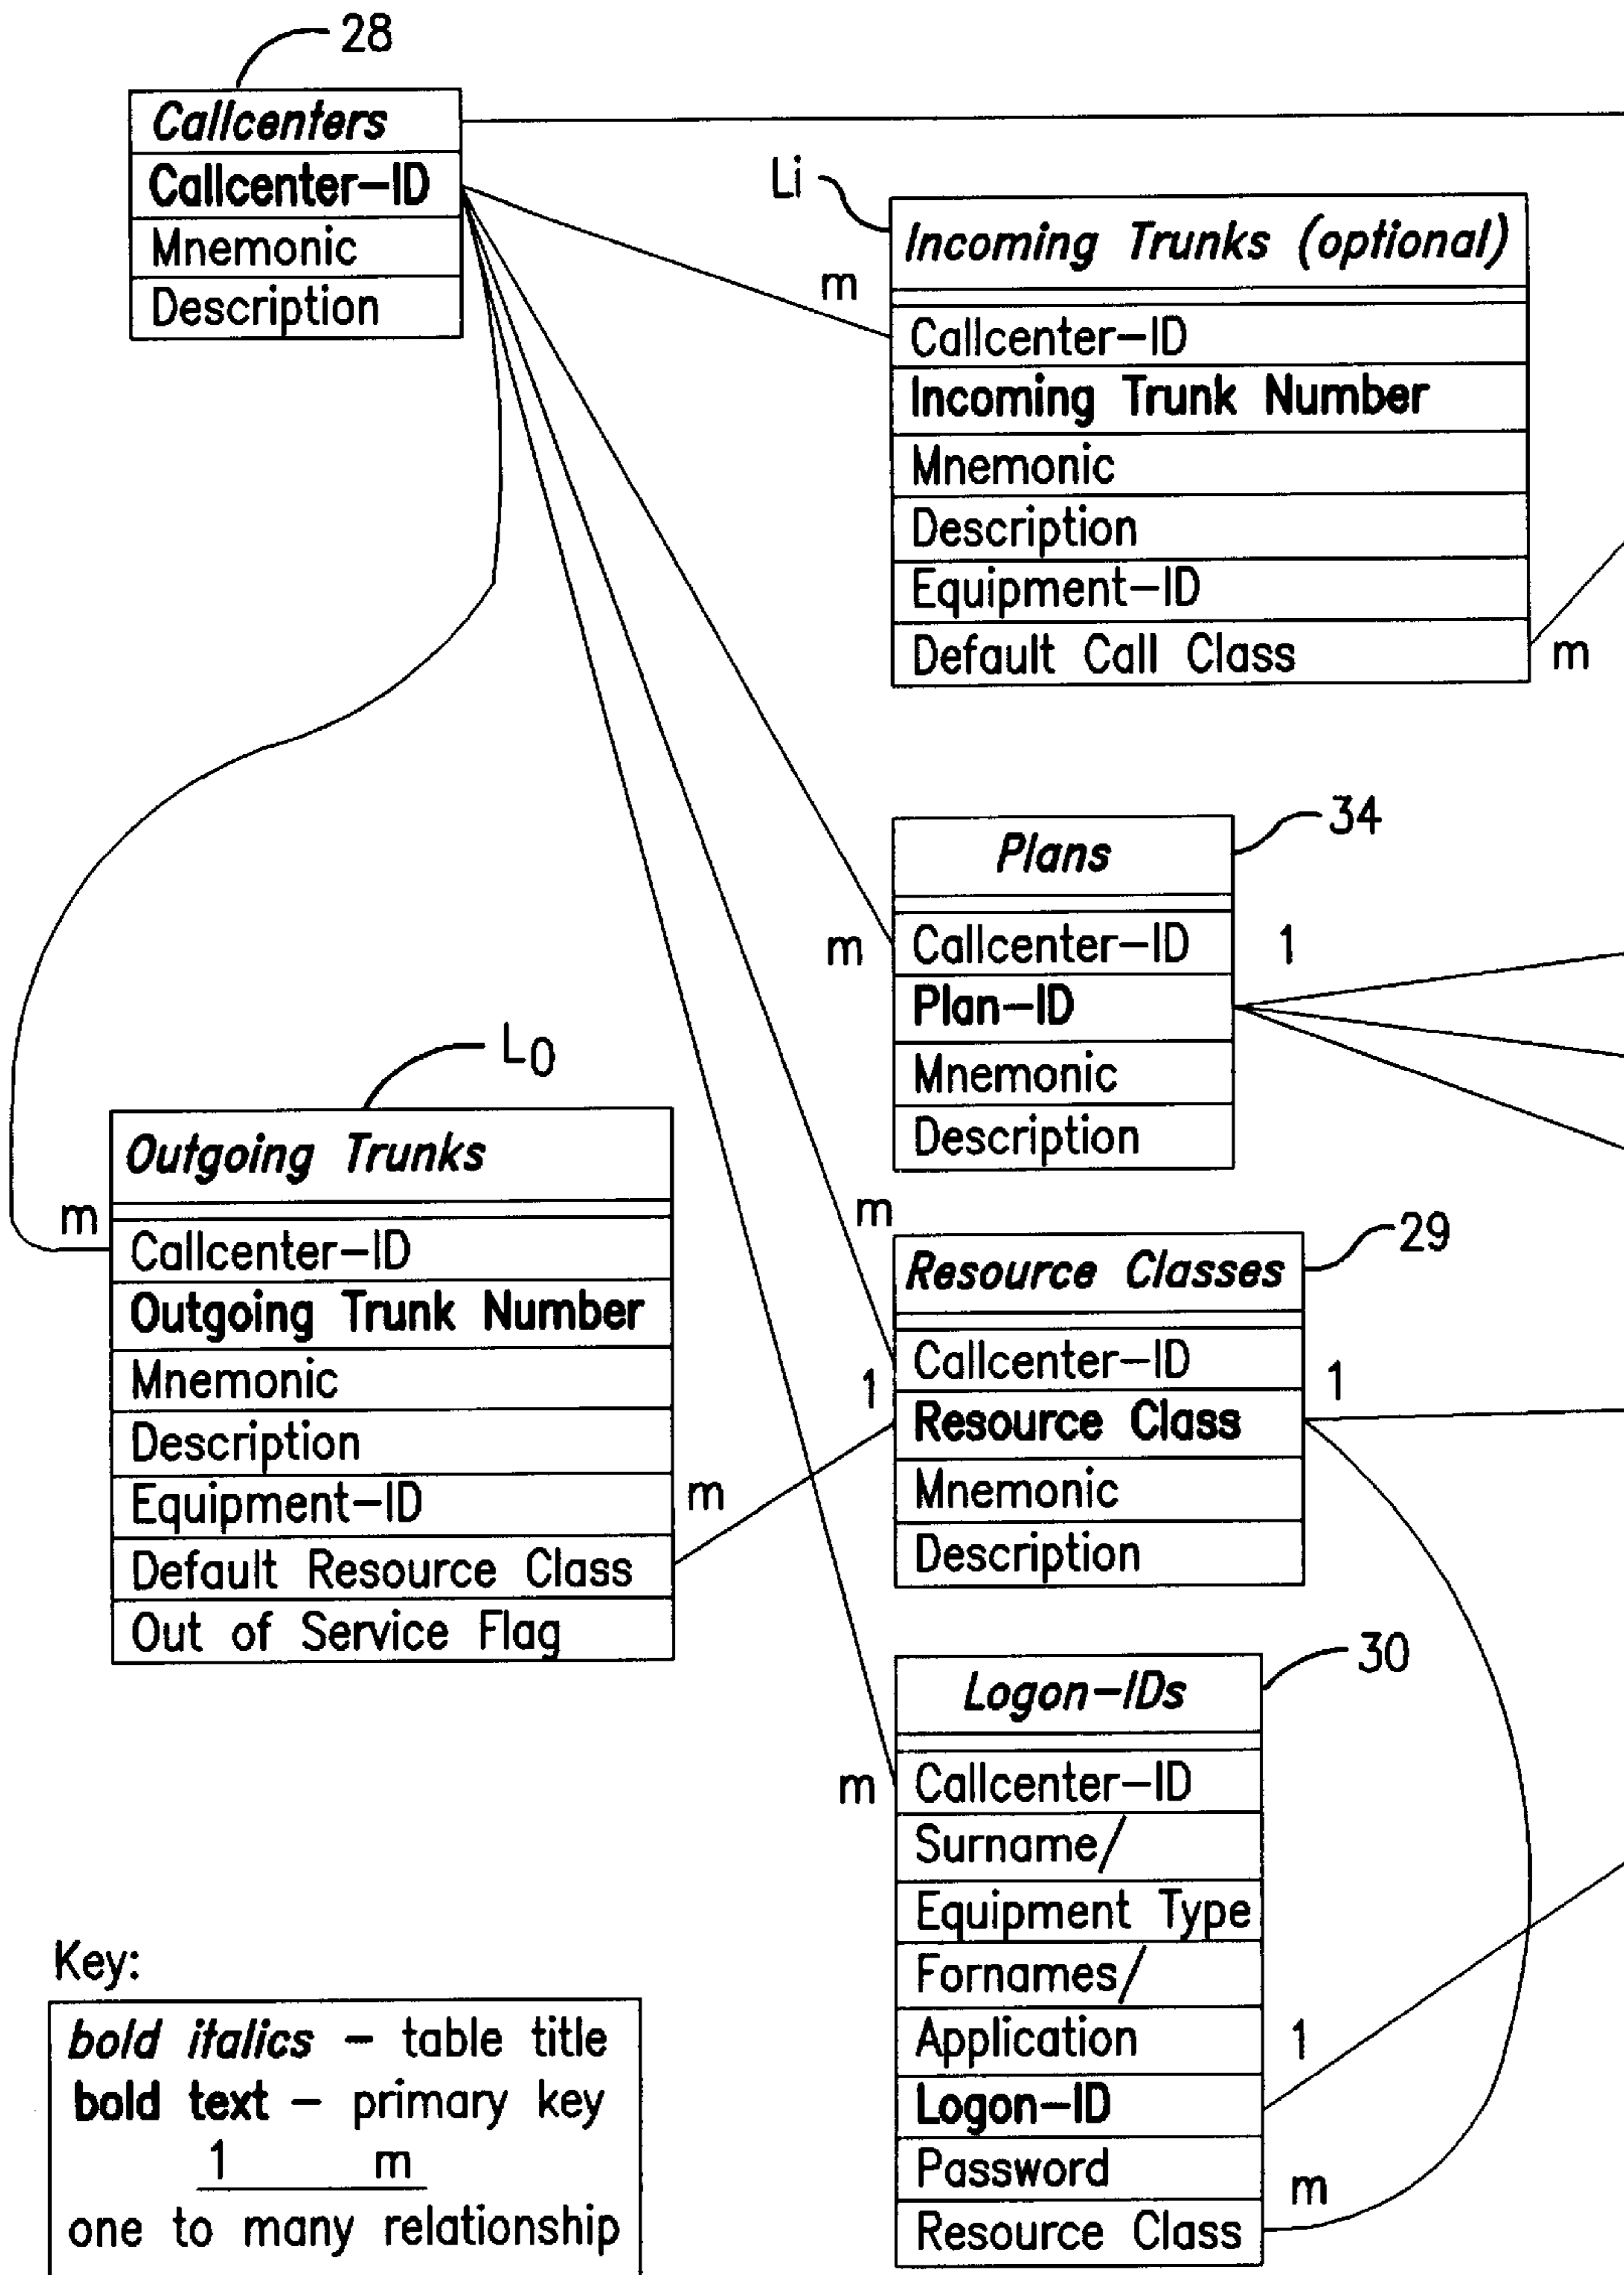 28
Callcenters
Callcenter-ID
Mnemonic
Description
Li
Incoming Trunks (optional)
m
Callcenter-ID
Incoming Trunk Number
Mnemonic
Description
Equipment-ID
Default Call Class
m
34
Plans
m
Callcenter-ID
1
Plan-ID
Mnemonic
Description
L0
Outgoing Trunks
m
Callcenter-ID
Outgoing Trunk Number
Mnemonic
Description
Equipment-ID
m
Default Resource Class
Out of Service Flag
29
m
Resource Classes
Callcenter-ID
1
1
Resource Class
Mnemonic
Description
30
Logon-IDs
m
Callcenter-ID
Surname/
Equipment Type
Fornames/
Application
1
Logon-ID
Password
m
Resource Class
Key:
bold italics - table title
bold text - primary key
1 m
one to many relationship